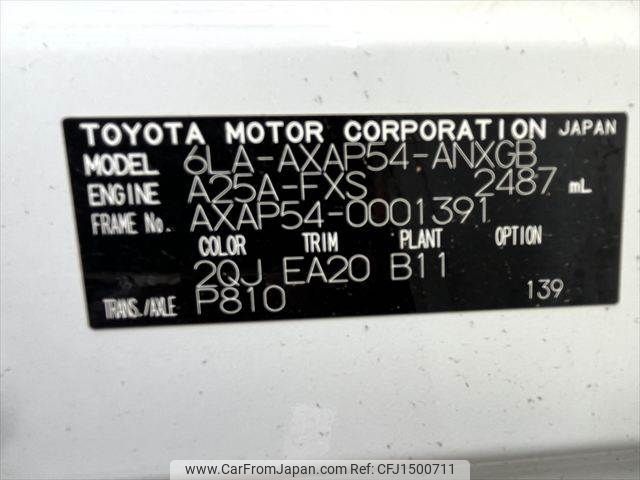 TOYOTA MOTOR CORPORATION JAPAN
MODEL 6LA-AXAP54-ANXGB
ENGINE A25A-FXS 2487 mL
FRAME No. AXAP54-0001391
COLOR TRIM PLANT OPTION
2QJ EA20 B11
TRANS./AXLE P810 139
www.CarFromJapan.com - CFJ1500711